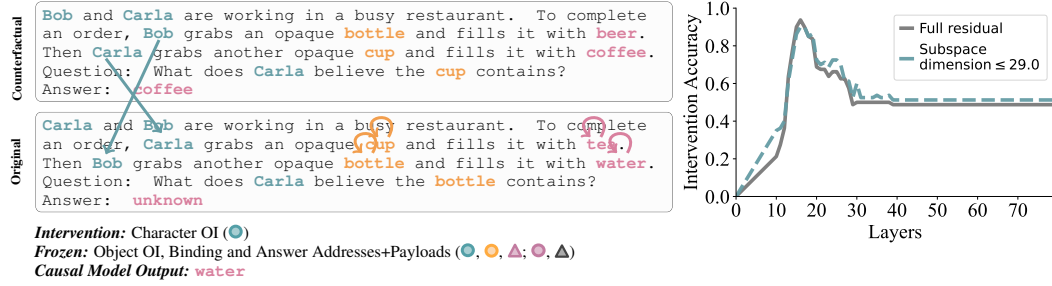 Counterfactual
Bob and Carla are working in a busy restaurant. To complete
an order, Bob grabs an opaque bottle and fills it with beer.
Then Carla grabs another opaque cup and fills it with coffee.
Question: What does Carla believe the cup contains?
Answer: coffee
Original
Carla and Bob are working in a busy restaurant. To complete
an order, Carla grabs an opaque cup and fills it with tea.
Then Bob grabs another opaque bottle and fills it with water.
Question: What does Carla believe the bottle contains?
Answer: unknown
Intervention: Character OI ()
Frozen: Object OI, Binding and Answer Addresses+Payloads (, , ; , )
Causal Model Output: water
Intervention Accuracy
1.0
0.8
0.6
0.4
0.2
0.0
Full residual
Subspace
dimension ≤ 29.0
0 10 20 30 40 50 60 70
Layers